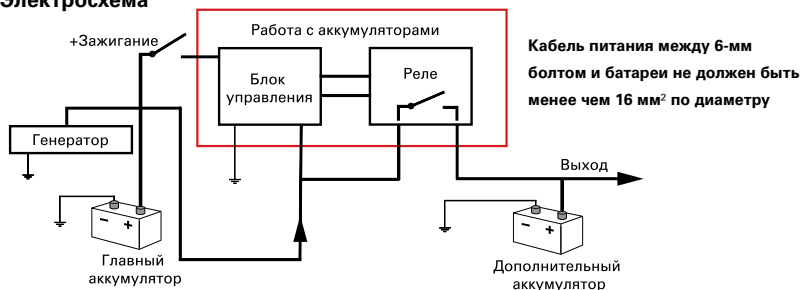 Электросхема
+Зажигание
Работа с аккумуляторами
Блок
управления
Реле
Кабель питания между 6-мм
болтом и батареи не должен быть
менее чем 16 мм² по диаметру
Генератор
Выход
Главный
аккумулятор
Дополнительный
аккумулятор